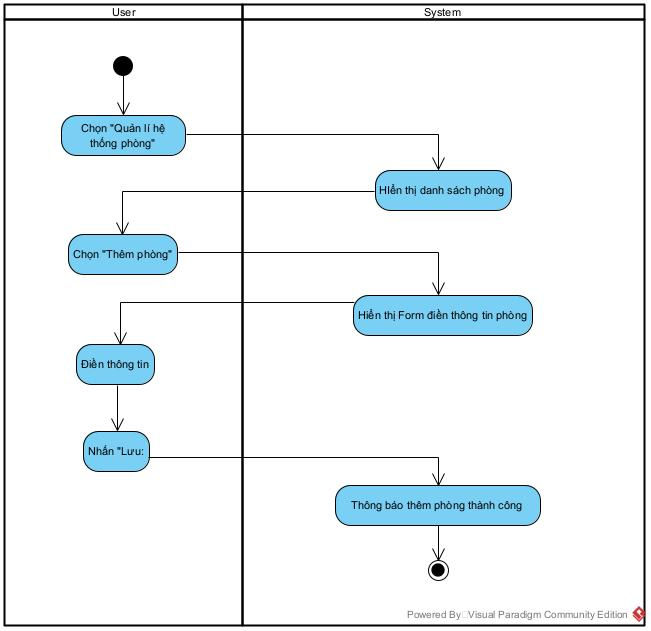 User
System
Chọn "Quản lí hệ
thống phòng"
HIển thị danh sách phòng
Chọn "Thêm phòng"
Hiển thị Form điền thông tin phòng
Điền thông tin
Nhấn "Lưu:
Thông báo thêm phòng thành công
Powered By Visual Paradigm Community Edition